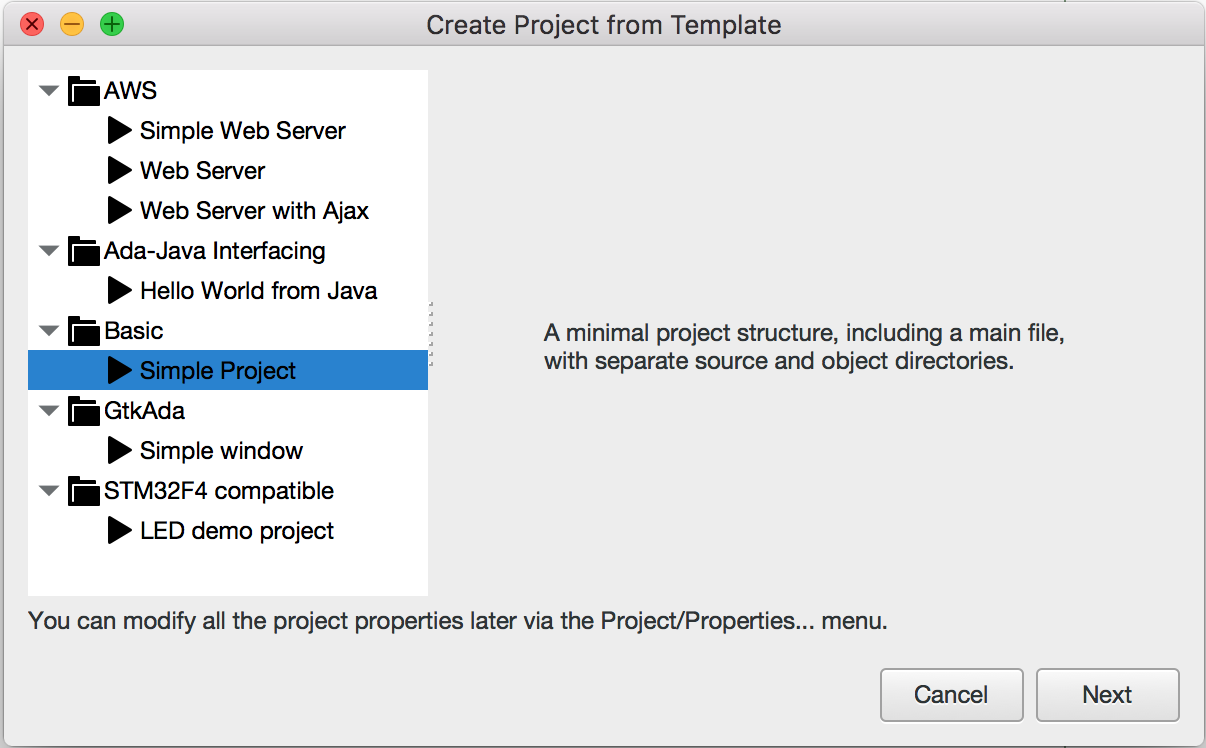 Create Project from Template
AWS
Simple Web Server
Web Server
Web Server with Ajax
Ada-Java Interfacing
Hello World from Java
Basic
Simple Project
GtkAda
Simple window
STM32F4 compatible
LED demo project
A minimal project structure, including a main file,
with separate source and object directories.
You can modify all the project properties later via the Project/Properties... menu.
Cancel
Next